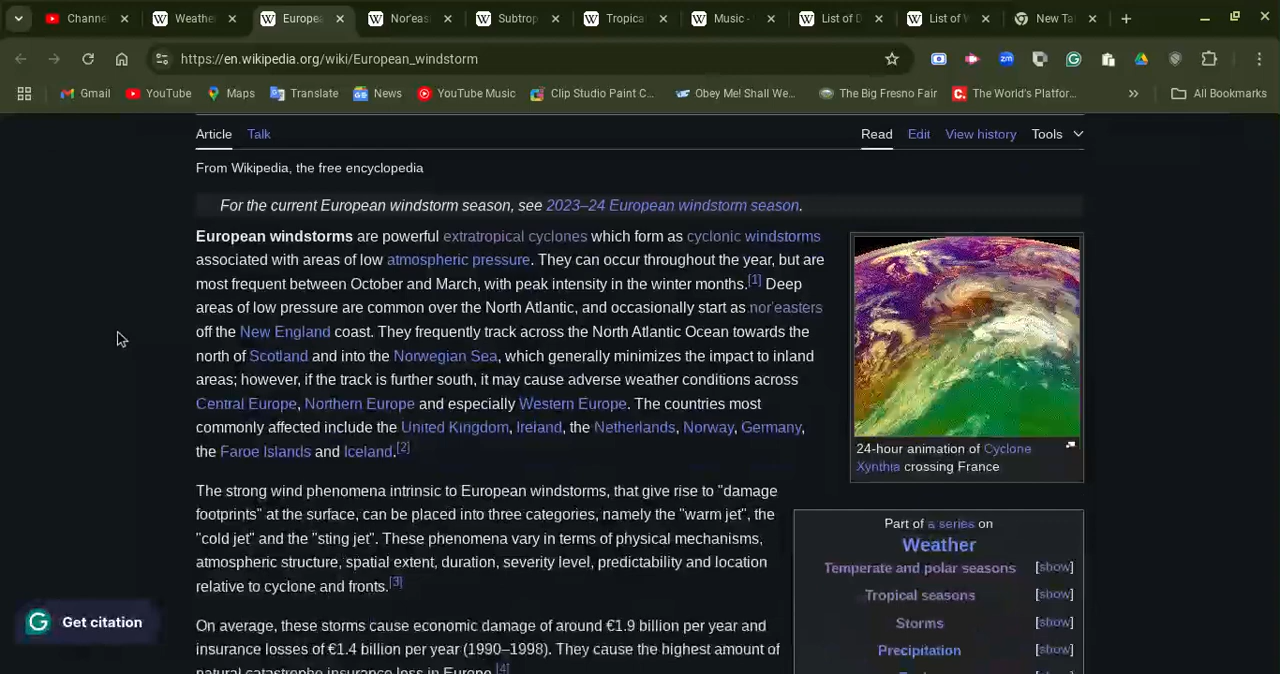 Channe
Weathe
Europea
Nor'eas
Subtrop
Tropica
Music -
List of D
List of W
New Ta
https://en.wikipedia.org/wiki/European_windstorm
Gmail
YouTube
Maps
Translate
News
YouTube Music
Clip Studio Paint C...
Obey Me! Shall We...
The Big Fresno Fair
The World's Platfor...
All Bookmarks
Article Talk
Read Edit View history Tools
From Wikipedia, the free encyclopedia
For the current European windstorm season, see 2023–24 European windstorm season.
European windstorms are powerful extratropical cyclones which form as cyclonic windstorms
associated with areas of low atmospheric pressure. They can occur throughout the year, but are
most frequent between October and March, with peak intensity in the winter months.[1] Deep
areas of low pressure are common over the North Atlantic, and occasionally start as nor'easters
off the New England coast. They frequently track across the North Atlantic Ocean towards the
north of Scotland and into the Norwegian Sea, which generally minimizes the impact to inland
areas; however, if the track is further south, it may cause adverse weather conditions across
Central Europe, Northern Europe and especially Western Europe. The countries most
commonly affected include the United Kingdom, Ireland, the Netherlands, Norway, Germany,
the Faroe Islands and Iceland.[2]
24-hour animation of Cyclone
Xynthia crossing France
The strong wind phenomena intrinsic to European windstorms, that give rise to "damage
footprints" at the surface, can be placed into three categories, namely the "warm jet", the
"cold jet" and the "sting jet". These phenomena vary in terms of physical mechanisms,
atmospheric structure, spatial extent, duration, severity level, predictability and location
relative to cyclone and fronts.[3]
On average, these storms cause economic damage of around €1.9 billion per year and
insurance losses of €1.4 billion per year (1990–1998). They cause the highest amount of
natural catastrophe insurance loss in Europe.[4]
Part of a series on
Weather
Temperate and polar seasons [show]
Tropical seasons [show]
Storms [show]
Precipitation [show]
Get citation